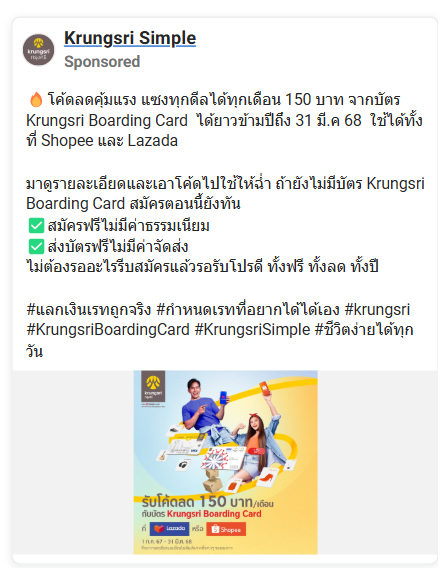 krungsri
กรุงศรี
Krungsri Simple
Sponsored
🔥โค้ดลดคุ้มแรง แซงทุกดีลได้ทุกเดือน 150 บาท จากบัตร
Krungsri Boarding Card ได้ยาวข้ามปีถึง 31 มี.ค 68 ใช้ได้ทั้ง
ที่ Shopee และ Lazada
มาดูรายละเอียดและเอาโค้ดไปใช้ให้ฉ่ำ ถ้ายังไม่มีบัตร Krungsri
Boarding Card สมัครตอนนี้ยังทัน
✅สมัครฟรีไม่มีค่าธรรมเนียม
✅ส่งบัตรฟรีไม่มีค่าจัดส่ง
ไม่ต้องรออะไรรีบสมัครแล้วรอรับโปรดี ทั้งฟรี ทั้งลด ทั้งปี
#แลกเงินเรทถูกจริง #กำหนดเรทที่อยากได้ได้เอง #krungsri
#KrungsriBoardingCard #KrungsriSimple #ชีวิตง่ายได้ทุก
วัน
krungsri
กรุงศรี
รับโค้ดลด 150 บาท/เดือน
กับบัตร Krungsri Boarding Card
ที่ Lazada หรือ Shopee
1 ก.ค. 67 - 31 มี.ค. 68